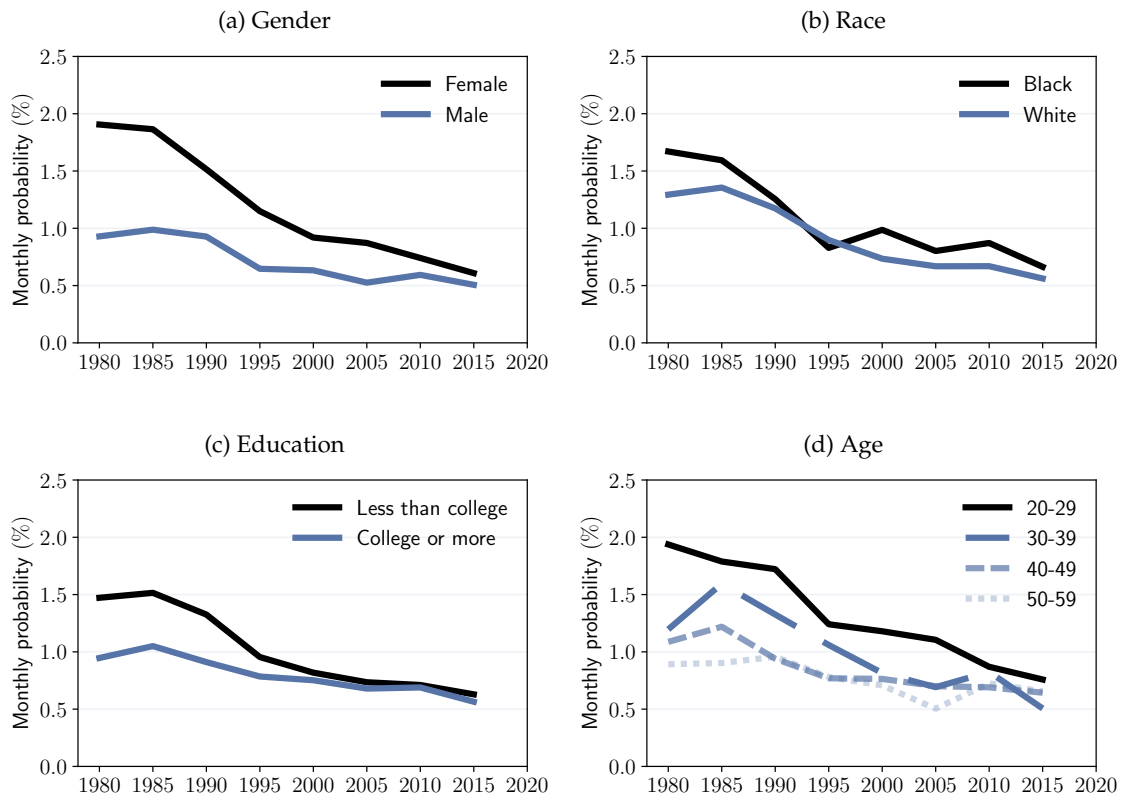 (a) Gender
Monthly probability (%)
2.5
2.0
1.5
1.0
0.5
0.0
Female
Male
1980 1985 1990 1995 2000 2005 2010 2015 2020
(b) Race
Monthly probability (%)
2.5
2.0
1.5
1.0
0.5
0.0
Black
White
1980 1985 1990 1995 2000 2005 2010 2015 2020
(c) Education
Monthly probability (%)
2.5
2.0
1.5
1.0
0.5
0.0
Less than college
College or more
1980 1985 1990 1995 2000 2005 2010 2015 2020
(d) Age
Monthly probability (%)
2.5
2.0
1.5
1.0
0.5
0.0
20-29
30-39
40-49
50-59
1980 1985 1990 1995 2000 2005 2010 2015 2020